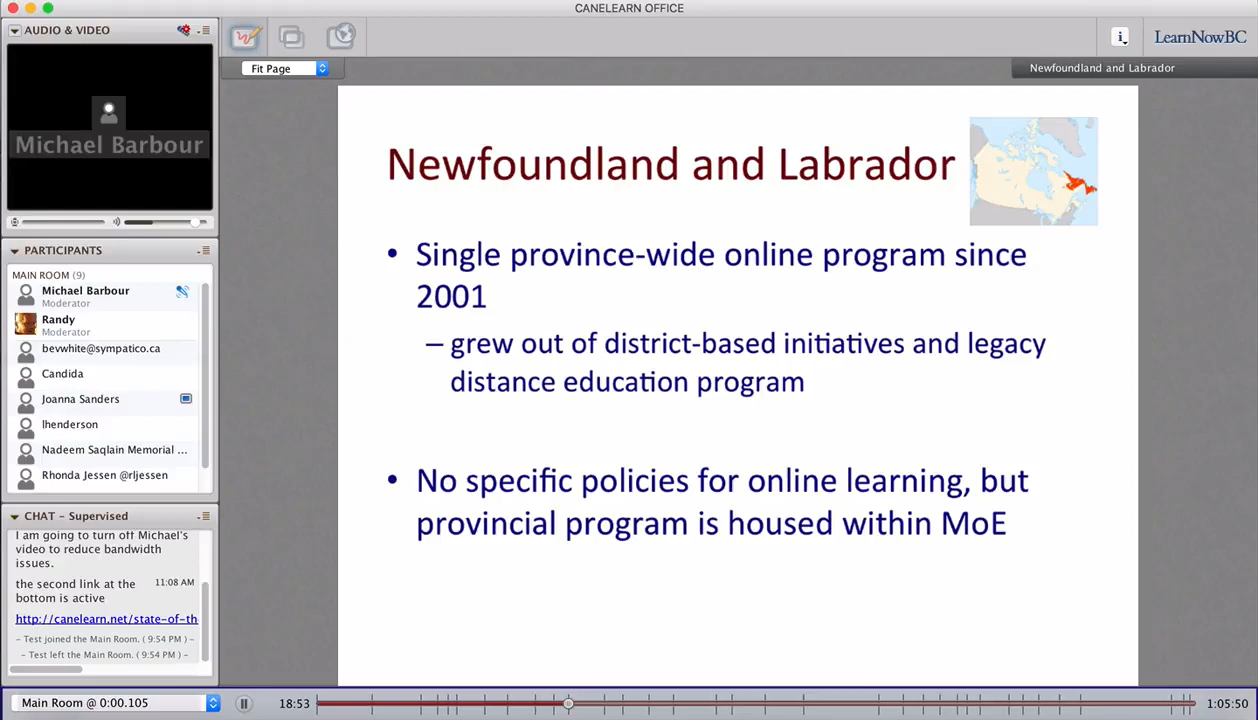 CANELEARN OFFICE
AUDIO & VIDEO
Michael Barbour
PARTICIPANTS
MAIN ROOM (9)
Michael Barbour
Moderator
Randy
Moderator
bevwhite@sympatico.ca
Candida
Joanna Sanders
lhenderson
Nadeem Saqlain Memorial ...
Rhonda Jessen @rljessen
CHAT - Supervised
I am going to turn off Michael's
video to reduce bandwidth
issues.
the second link at the 11:08 AM
bottom is active
http://canelearn.net/state-of-th
- Test joined the Main Room. ( 9:54 PM ) -
- Test left the Main Room. ( 9:54 PM ) -
Main Room @ 0:00.105
18:53
1:05:50
Fit Page
i
LearnNowBC
Newfoundland and Labrador
Newfoundland and Labrador
• Single province-wide online program since
2001
– grew out of district-based initiatives and legacy
distance education program
• No specific policies for online learning, but
provincial program is housed within MoE